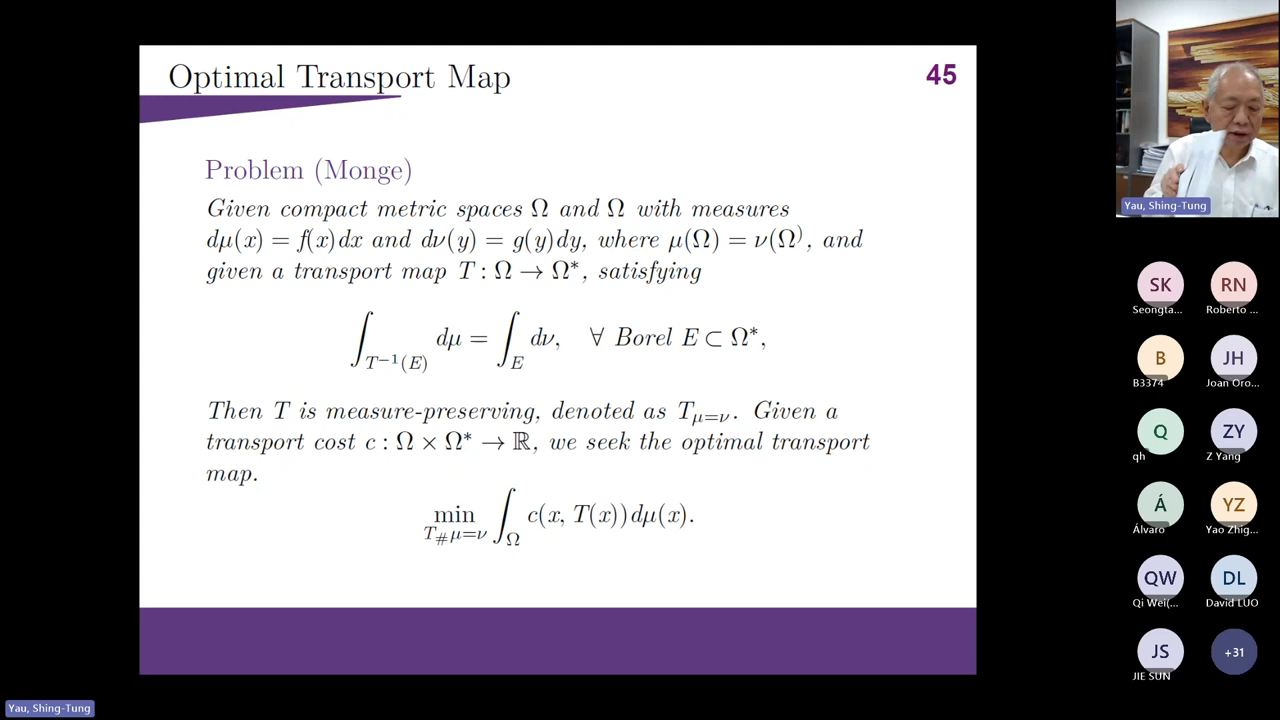 Optimal Transport Map
45
Problem (Monge)
Given compact metric spaces Ω and Ω with measures
dμ(x) = f(x)dx and dν(y) = g(y)dy, where μ(Ω) = ν(Ω), and
given a transport map T : Ω → Ω*, satisfying
∫_{T−1(E)} dμ = ∫_E dν, ∀ Borel E ⊂ Ω*,
Then T is measure-preserving, denoted as T_{μ=ν}. Given a
transport cost c : Ω × Ω* → ℝ, we seek the optimal transport
map.
min_{T_#μ=ν} ∫_Ω c(x, T(x))dμ(x).
Yau, Shing-Tung
SK
RN
Seongta...
Roberto ...
B
JH
B3374
Joan Oro...
Q
ZY
qh
Z Yang
Á
YZ
Álvaro
Yao Zhig...
QW
DL
Qi Wei(...
David LUO
JS
+31
JIE SUN
Yau, Shing-Tung